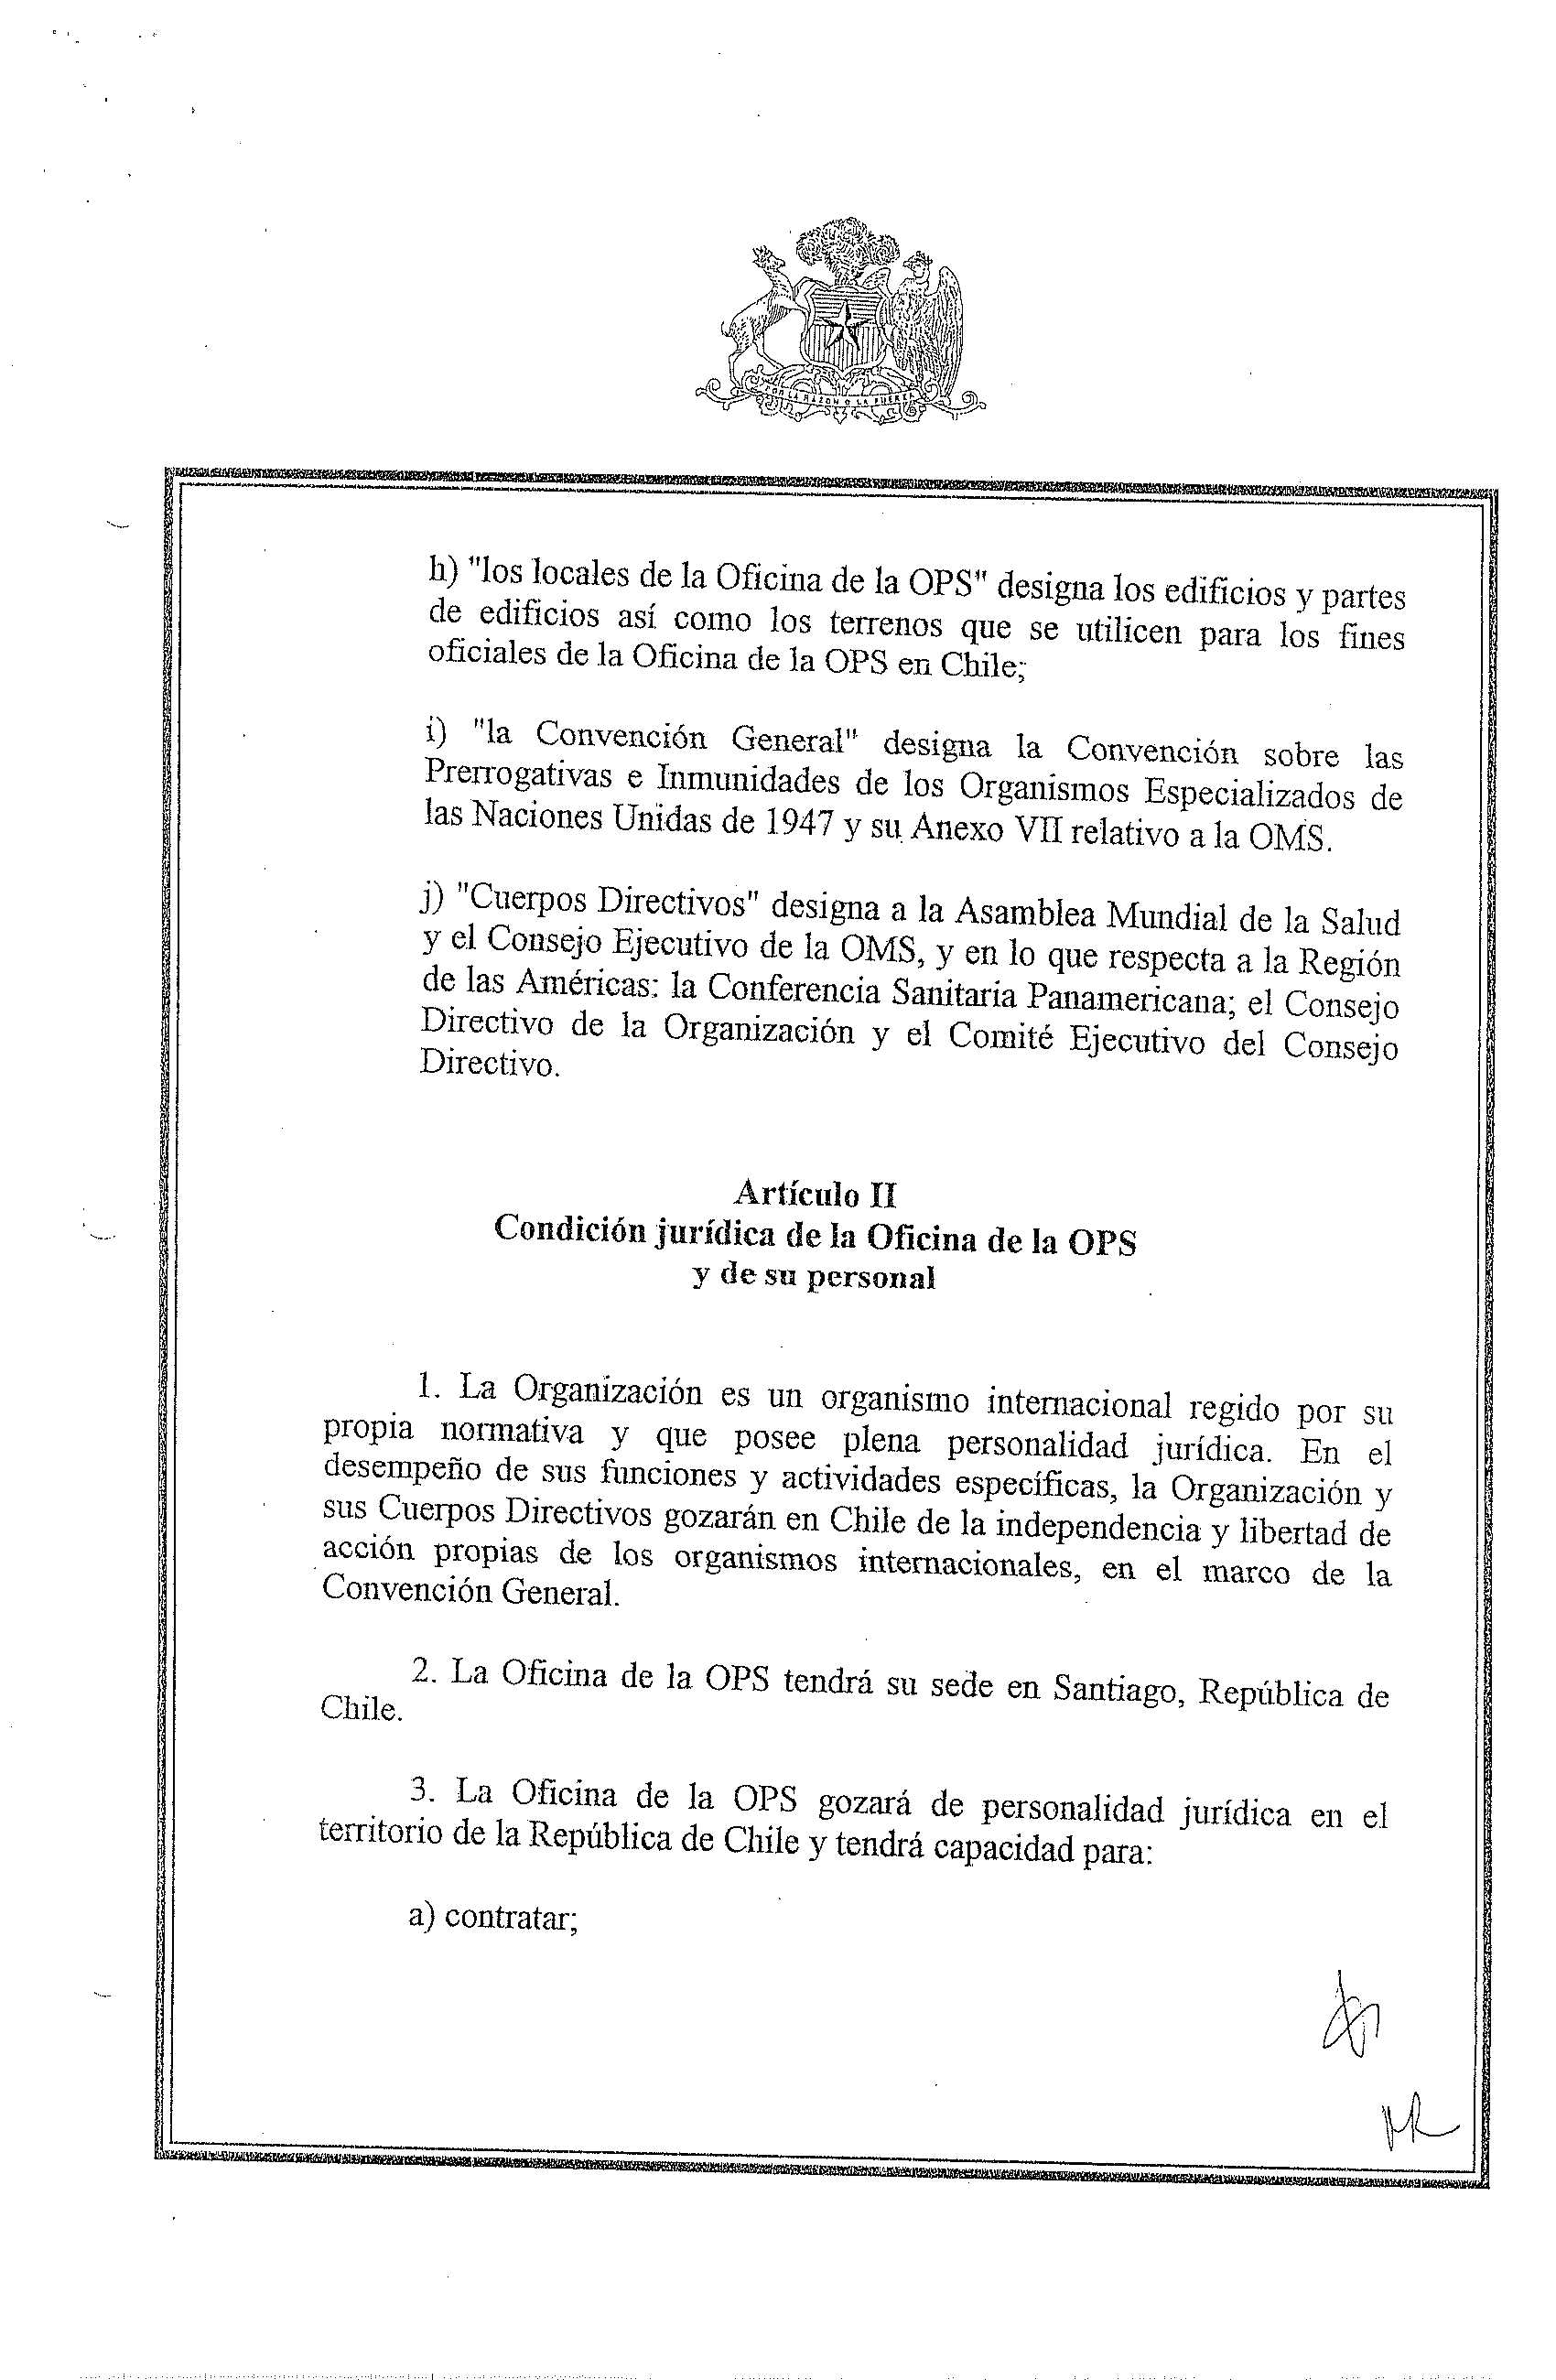 POR LA RAZON O LA FUERZA
h) "los locales de la Oficina de la OPS" designa los edificios y partes
de edificios así como los terrenos que se utilicen para los fines
oficiales de la Oficina de la OPS en Chile;
i) "la Convención General" designa la Convención sobre las
Prerrogativas e Inmunidades de los Organismos Especializados de
las Naciones Unidas de 1947 y su Anexo VII relativo a la OMS.
j) "Cuerpos Directivos" designa a la Asamblea Mundial de la Salud
y el Consejo Ejecutivo de la OMS, y en lo que respecta a la Región
de las Américas: la Conferencia Sanitaria Panamericana; el Consejo
Directivo de la Organización y el Comité Ejecutivo del Consejo
Directivo.
Artículo II
Condición jurídica de la Oficina de la OPS
y de su personal
1. La Organización es un organismo internacional regido por su
propia normativa y que posee plena personalidad jurídica. En el
desempeño de sus funciones y actividades específicas, la Organización y
sus Cuerpos Directivos gozarán en Chile de la independencia y libertad de
acción propias de los organismos internacionales, en el marco de la
Convención General.
2. La Oficina de la OPS tendrá su sede en Santiago, República de
Chile.
3. La Oficina de la OPS gozará de personalidad jurídica en el
territorio de la República de Chile y tendrá capacidad para:
a) contratar;